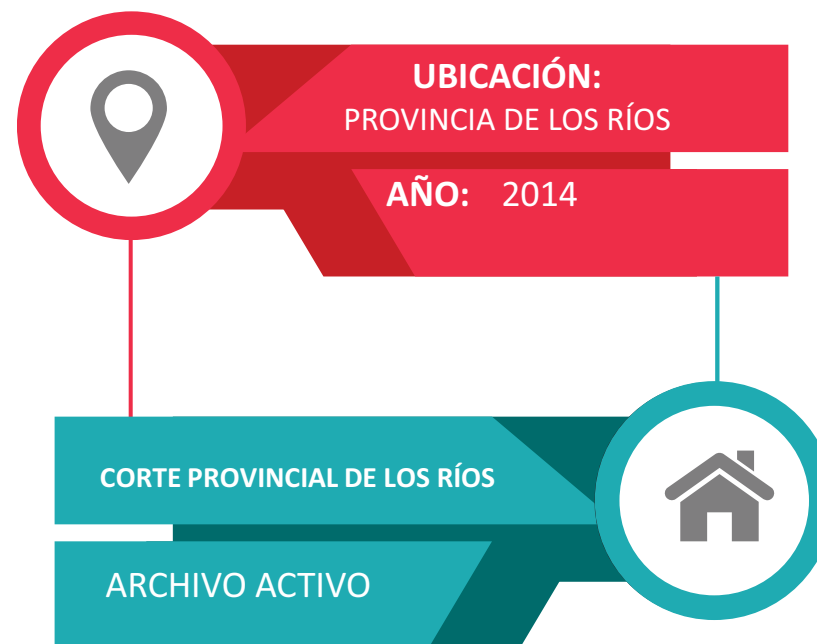 UBICACIÓN:
PROVINCIA DE LOS RÍOS
AÑO: 2014
CORTE PROVINCIAL DE LOS RÍOS
ARCHIVO ACTIVO